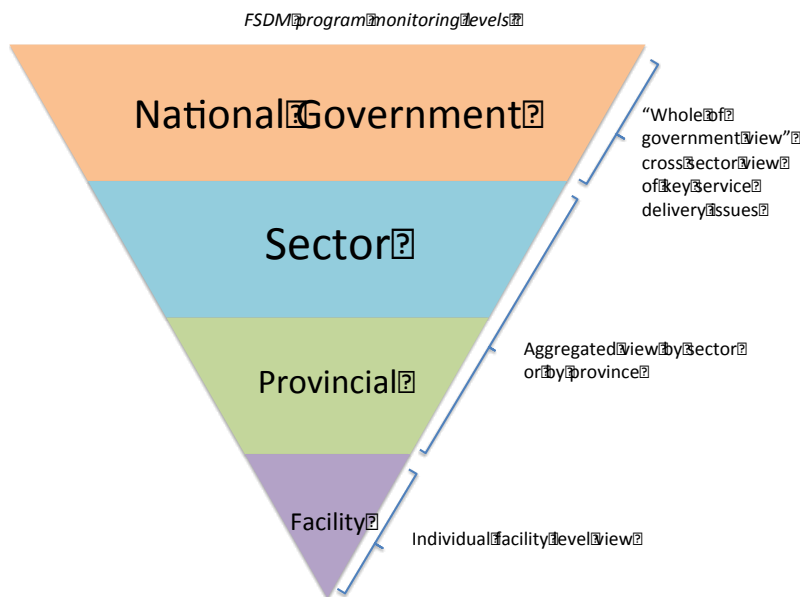 FSDM program monitoring levels
National Government
"Whole of
government view"
cross sector view
of key service
delivery issues
Sector
Aggregated view by sector
or by province
Provincial
Facility
Individual facility level view